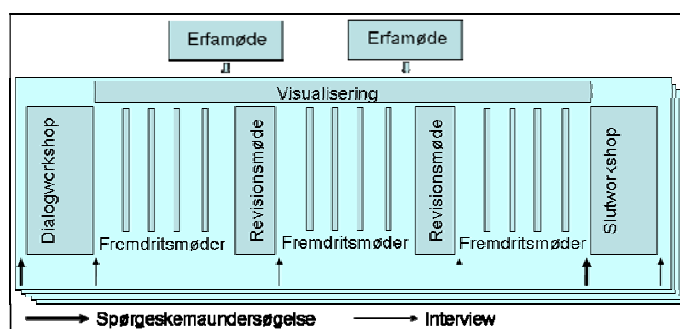 Erfamøde
Erfamøde
Visualisering
Dialogworkshop
Fremdritsmøder
Revisionsmøde
Fremdritsmøder
Revisionsmøde
Fremdritsmøder
Slutworkshop
Spørgeskemaundersøgelse
Interview